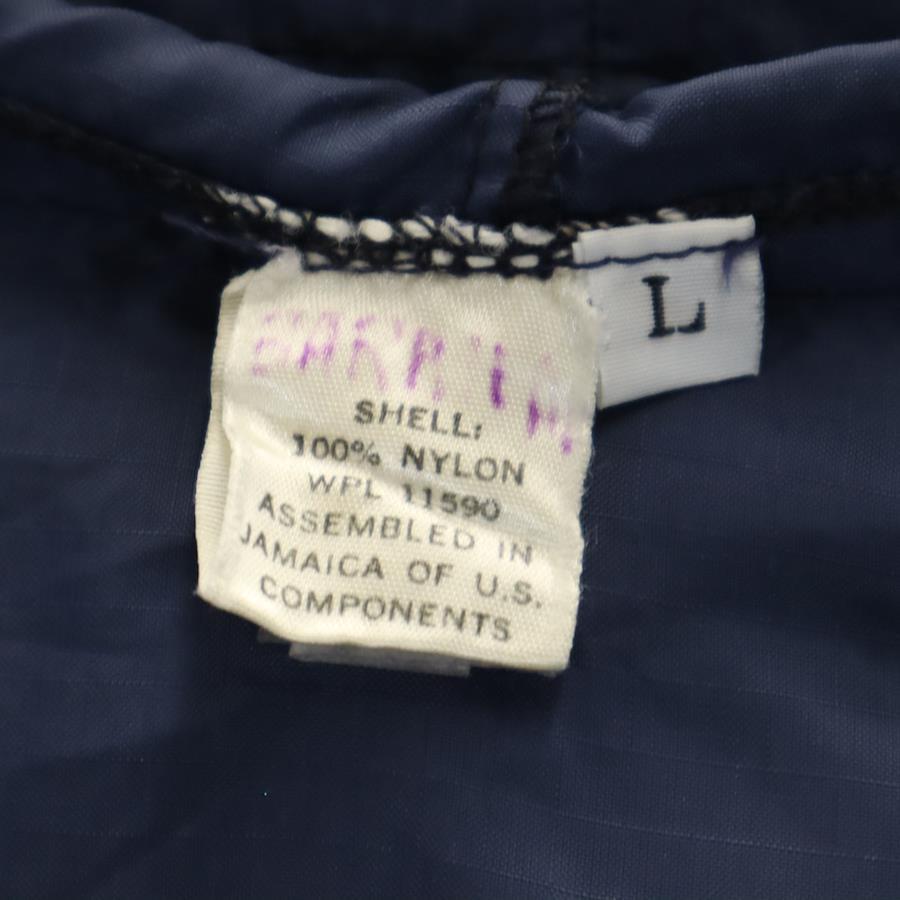 L
SHELL:
100% NYLON
WPL 11590
ASSEMBLED IN
JAMAICA OF U.S.
COMPONENTS